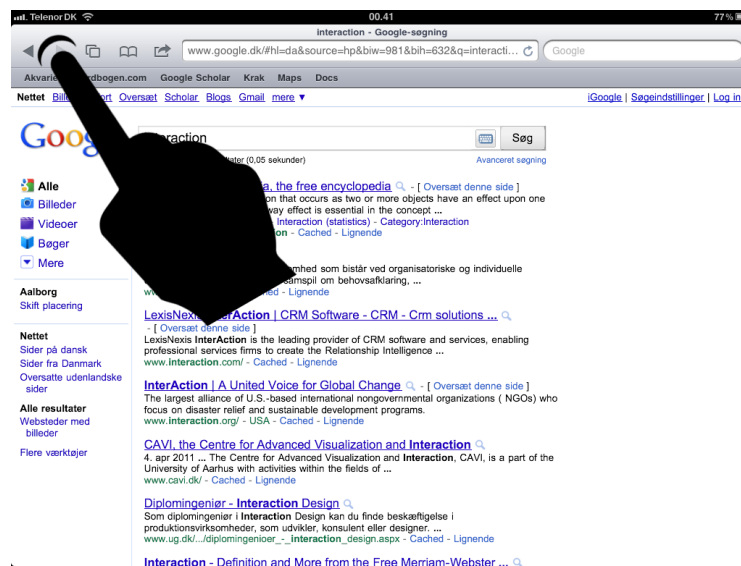 Telenor DK 00.41 77 %
interaction - Google-søgning
www.google.dk/#hl=da&source=hp&biw=981&bih=632&q=interacti... Google
Google Scholar Krak Maps Docs
Nettet Oversæt Scholar Blogs Gmail mere ▼ iGoogle | Søgeindstillinger | Log in
interaction Søg
(0,05 sekunder) Avanceret søgning
Alle
Billeder
Videoer
Bøger
Mere
Aalborg
Skift placering
Nettet
Sider på dansk
Sider fra Danmark
Oversatte udenlandske
sider
Alle resultater
Websteder med
billeder
Flere værktøjer
the free encyclopedia - [ Oversæt denne side ]
that occurs as two or more objects have an effect upon one
effect is essential in the concept ...
Interaction (statistics) - Category:Interaction
- Cached - Lignende
som bistår ved organisatoriske og individuelle
samspil om behovsafklaring, ...
- Lignende
LexisNexis InterAction | CRM Software - CRM - Crm solutions ...
- [ Oversæt denne side ]
LexisNexis InterAction is the leading provider of CRM software and services, enabling
professional services firms to create the Relationship Intelligence ...
www.interaction.com/ - Cached - Lignende
InterAction | A United Voice for Global Change - [ Oversæt denne side ]
The largest alliance of U.S.-based international nongovernmental organizations ( NGOs) who
focus on disaster relief and sustainable development programs.
www.interaction.org/ - USA - Cached - Lignende
CAVI, the Centre for Advanced Visualization and Interaction
4. apr 2011 ... The Centre for Advanced Visualization and Interaction, CAVI, is a part of the
University of Aarhus with activities within the fields of ...
www.cavi.dk/ - Cached - Lignende
Diplomingeniør - Interaction Design
Som diplomingeniør i Interaction Design kan du finde beskæftigelse i
produktionsvirksomheder, som udvikler, konsulent eller designer. ...
www.ug.dk/.../diplomingenioer_-_interaction_design.aspx - Cached - Lignende
Interaction - Definition and More from the Free Merriam-Webster ...